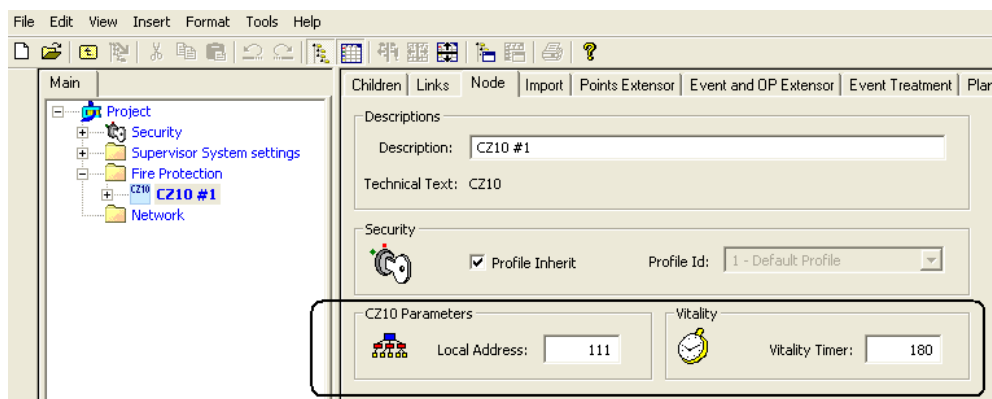 File Edit View Insert Format Tools Help
Main
Project
Security
Supervisor System settings
Fire Protection
CZ10 CZ10 #1
Network
Children Links Node Import Points Extensor Event and OP Extensor Event Treatment Plan
Descriptions
Description: CZ10 #1
Technical Text: CZ10
Security
Profile Inherit Profile Id: 1 - Default Profile
CZ10 Parameters Vitality
Local Address: 111 Vitality Timer: 180